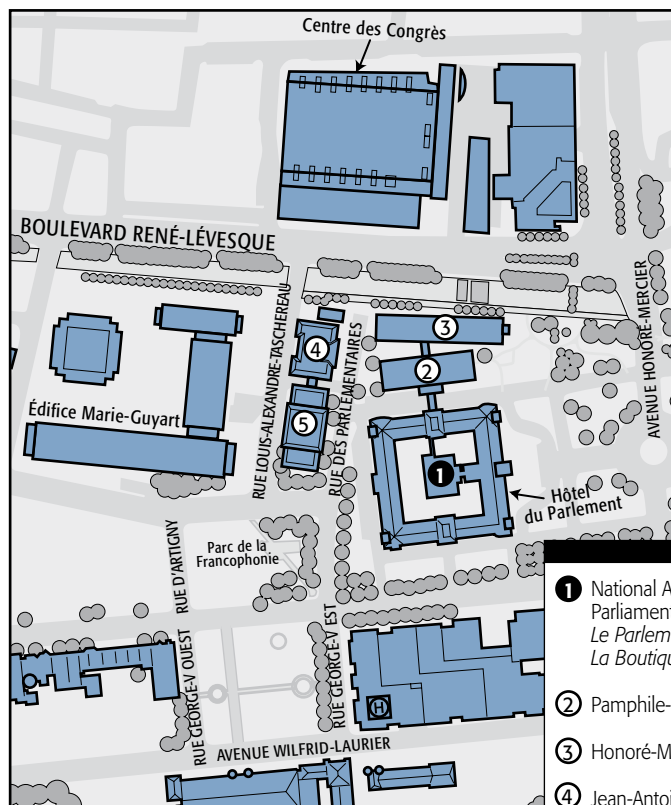 Centre des Congrès
BOULEVARD RENÉ-LÉVESQUE
AVENUE HONORÉ-MERCIER
RUE LOUIS-ALEXANDRE-TASCHEREAU
RUE DES PARLEMENTAIRES
3
4
2
Édifice Marie-Guyart
5
1
Hôtel
du Parlement
RUE D'ARTIGNY
Parc de la
Francophonie
RUE GEORGE-V OUEST
RUE GEORGE-V EST
H
AVENUE WILFRID-LAURIER
1 National A
Parliament
Le Parlem
La Boutiqu
2 Pamphile-
3 Honoré-M
4 Jean-Antoi